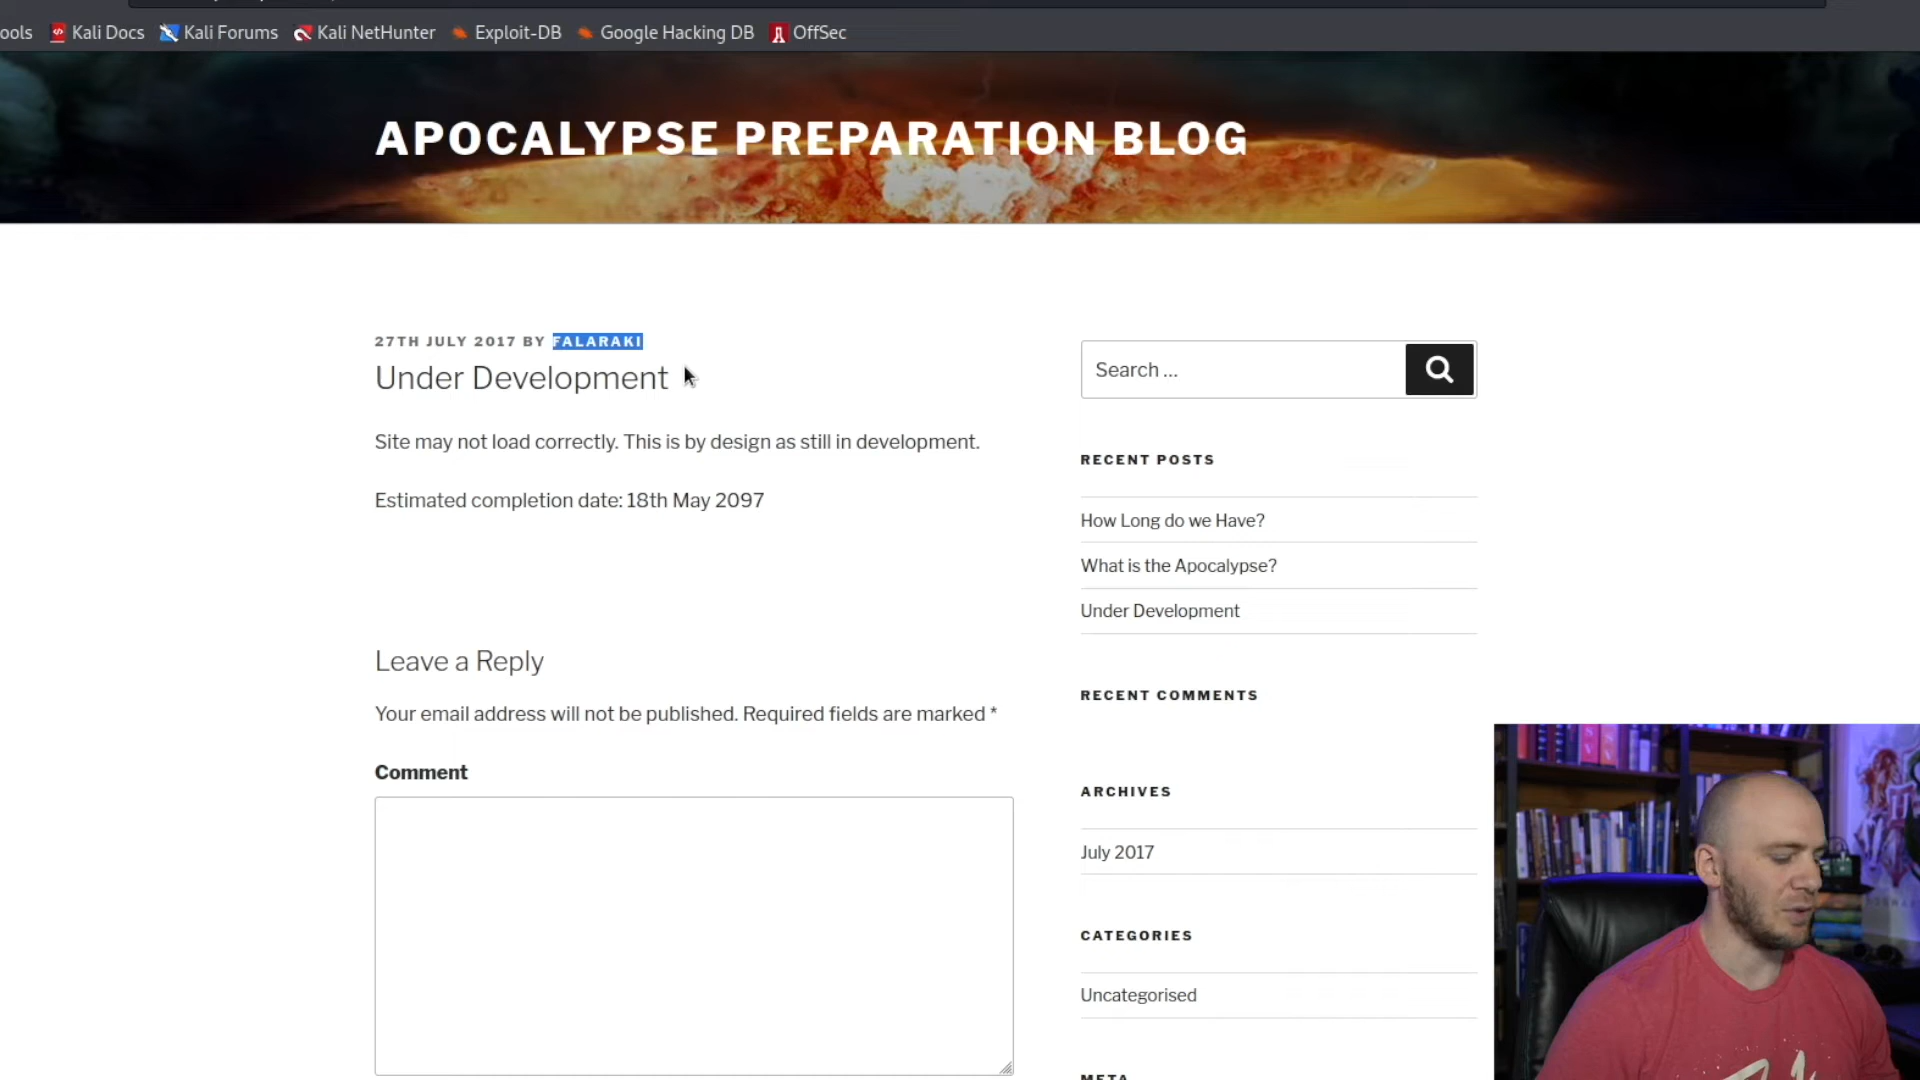 ools Kali Docs Kali Forums Kali NetHunter Exploit-DB Google Hacking DB OffSec
APOCALYPSE PREPARATION BLOG
27TH JULY 2017 BY FALARAKI
Under Development
Site may not load correctly. This is by design as still in development.
Estimated completion date: 18th May 2097
Leave a Reply
Your email address will not be published. Required fields are marked *
Comment
Search …
RECENT POSTS
How Long do we Have?
What is the Apocalypse?
Under Development
RECENT COMMENTS
ARCHIVES
July 2017
CATEGORIES
Uncategorised
META